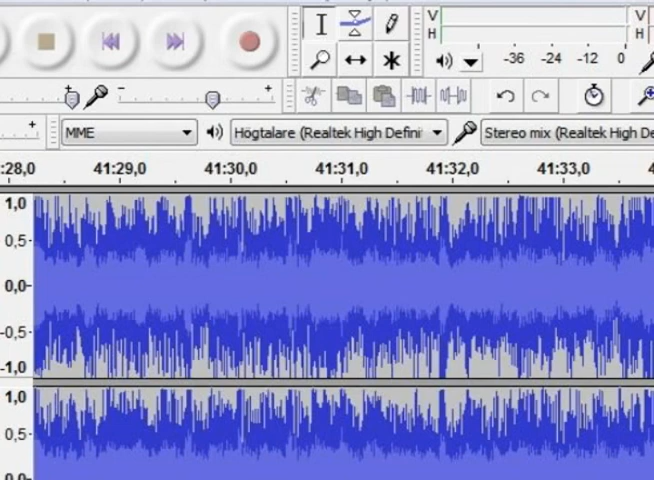 V
H
V
H
-36 -24 -12 0
MME Högtalare (Realtek High Defini Stereo mix (Realtek High De
:28,0 41:29,0 41:30,0 41:31,0 41:32,0 41:33,0 4
1,0
0,5-
0,0-
-0,5-
-1,0
1,0
0,5-
0,0-